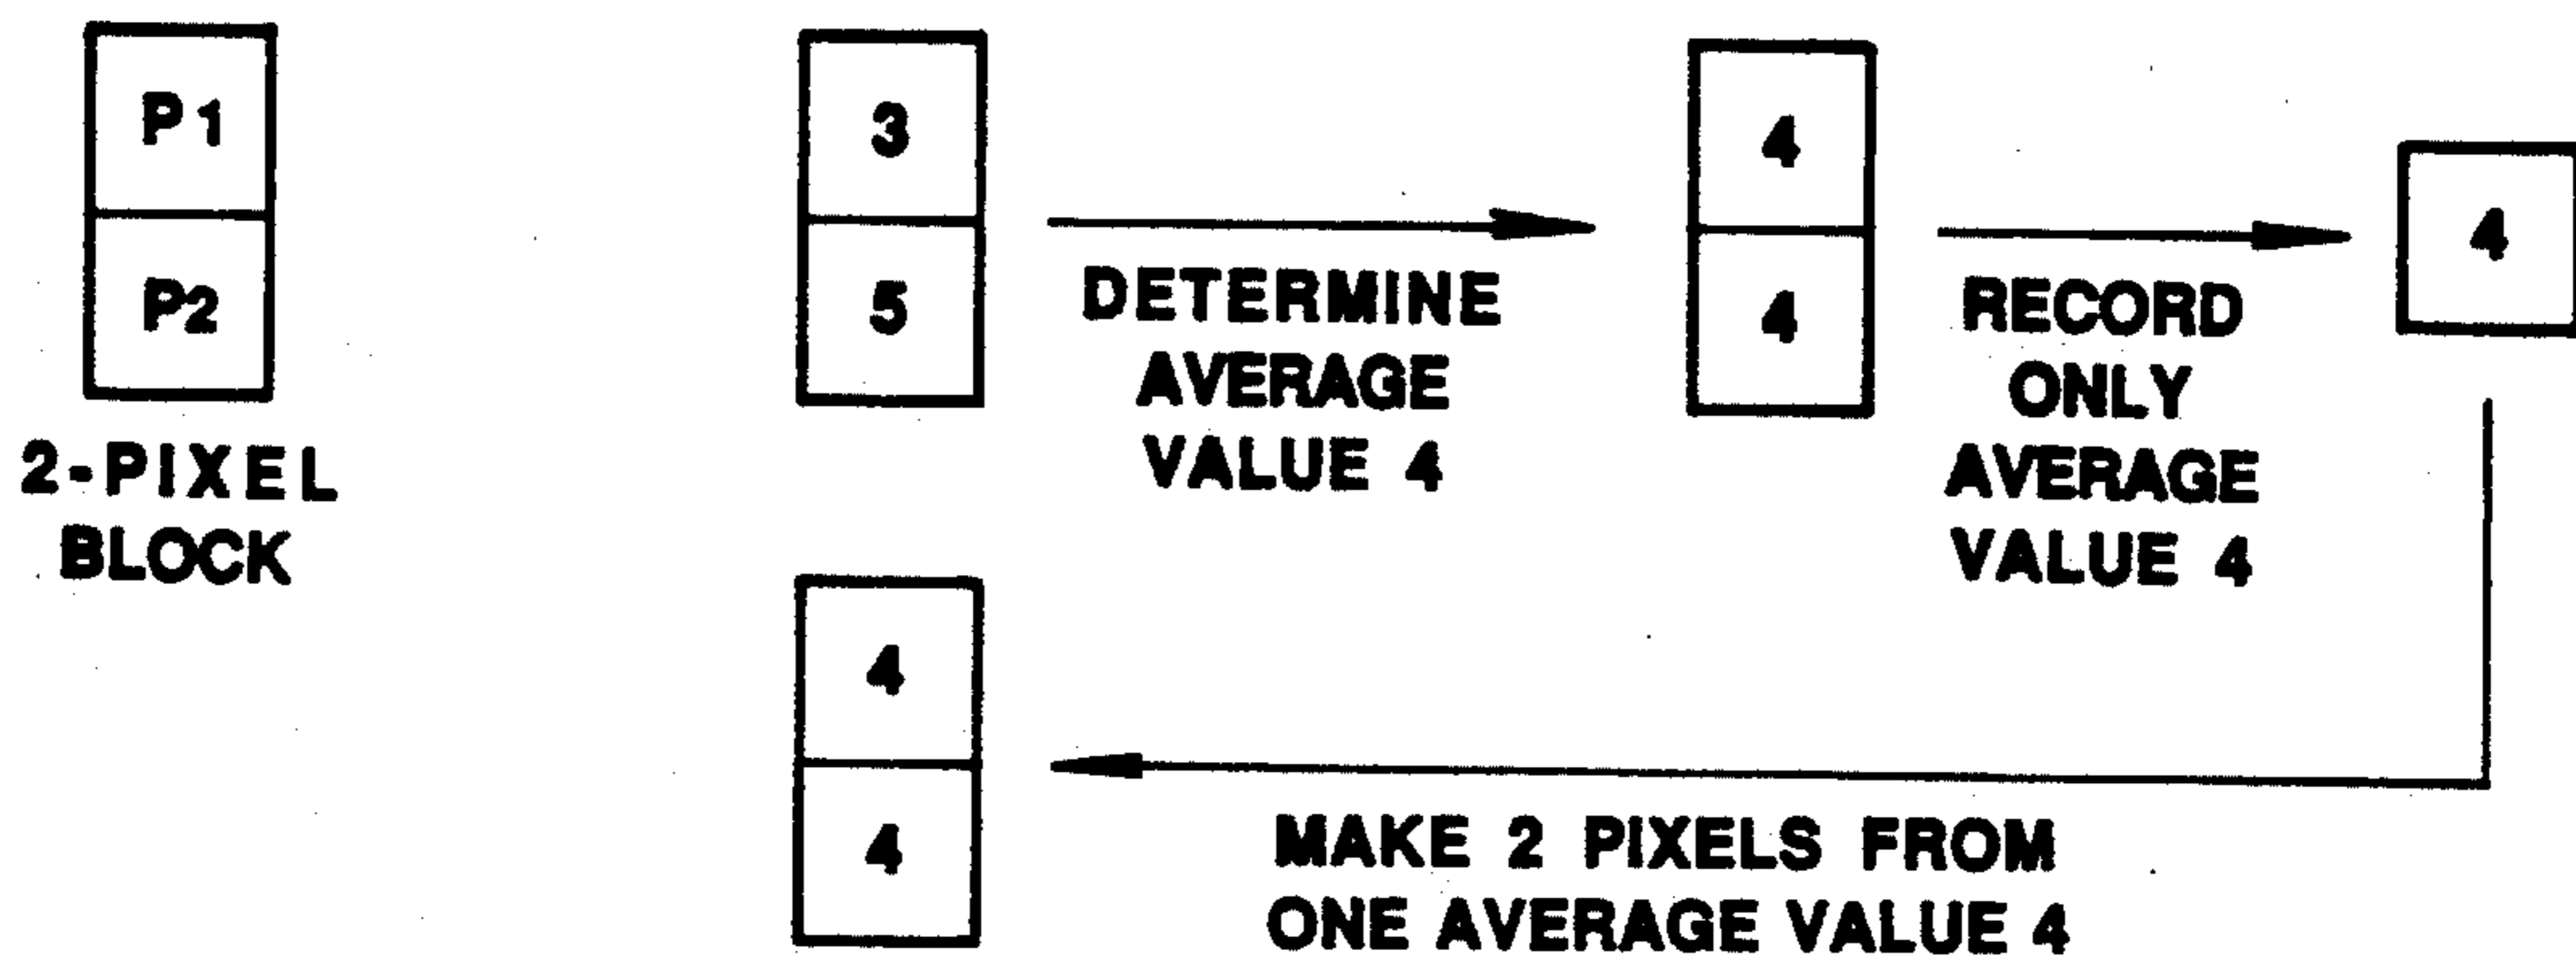 P1
P2
2-PIXEL
BLOCK
3
5
DETERMINE
AVERAGE
VALUE 4
4
4
RECORD
ONLY
AVERAGE
VALUE 4
4
4
4
MAKE 2 PIXELS FROM
ONE AVERAGE VALUE 4